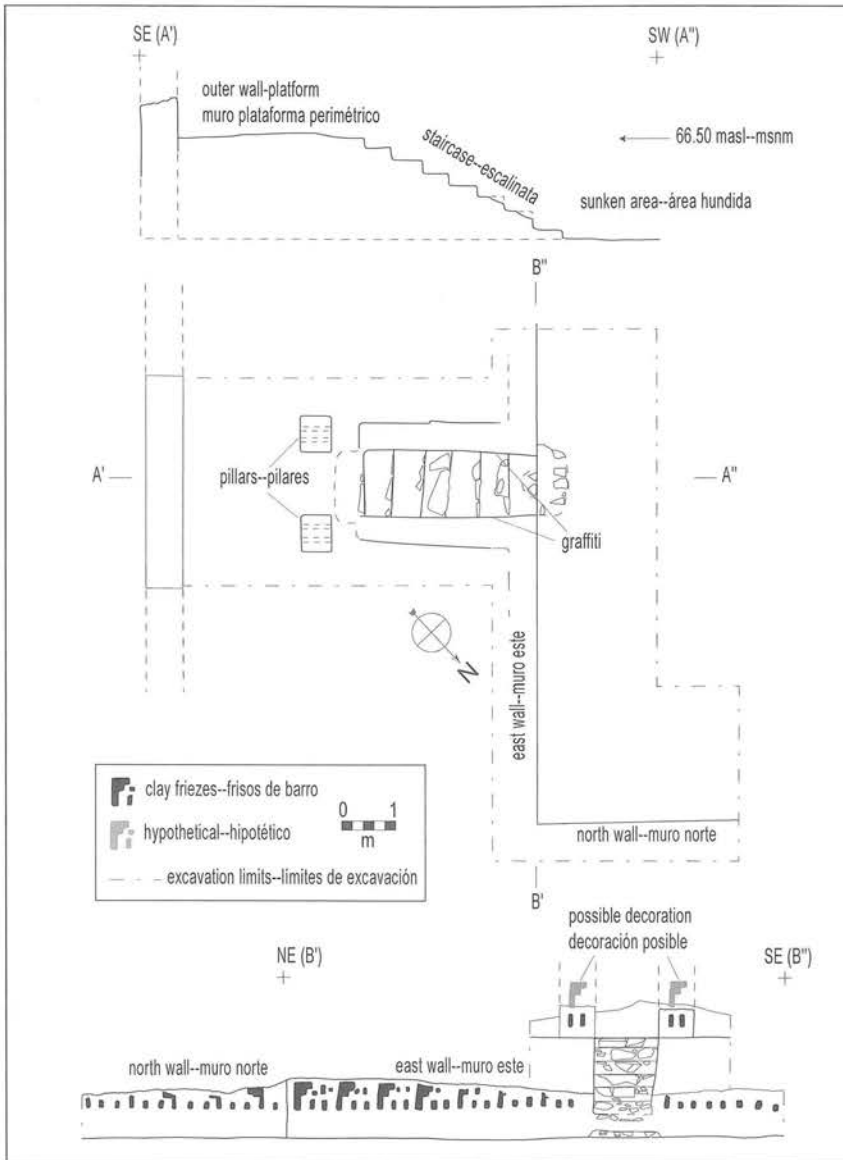 SE (A')
SW (A'')
outer wall-platform
muro plataforma perimétrico
staircase--escalinata
66.50 masl--msnm
sunken area--área hundida
B''
pillars--pilares
A'
A''
graffiti
N
east wall--muro este
clay friezes--frisos de barro
hypothetical--hipotético
0 1
m
excavation limits--limites de excavación
north wall--muro norte
B'
possible decoration
decoración posible
NE (B')
SE (B'')
north wall--muro norte
east wall--muro este